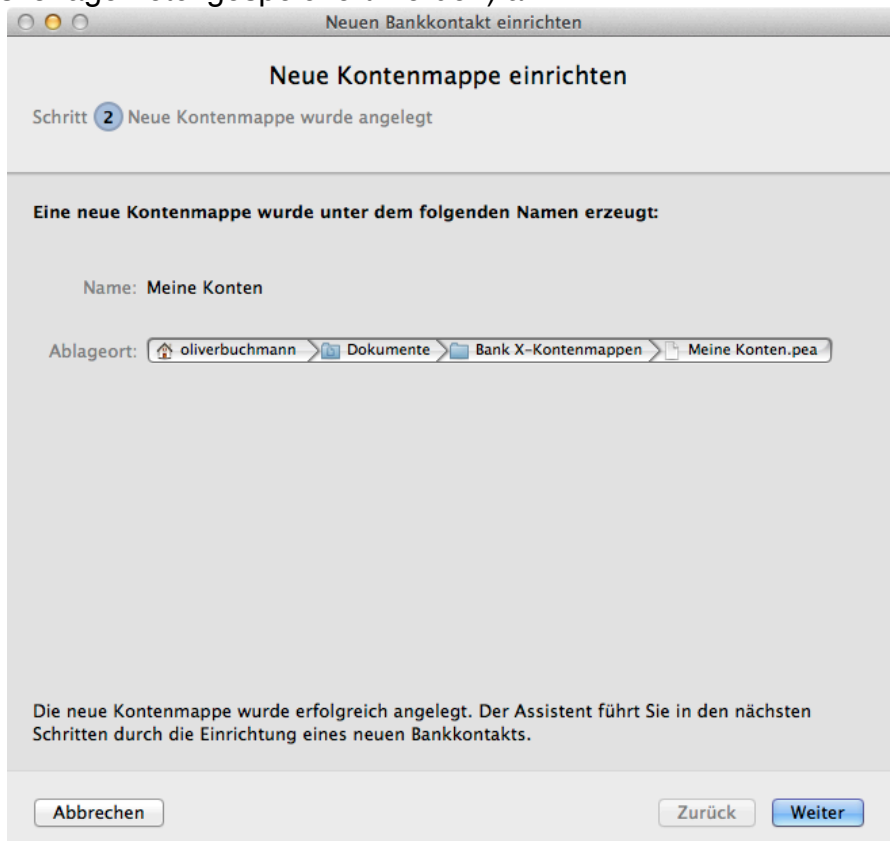 Neuen Bankkontakt einrichten
Neue Kontenmappe einrichten
Schritt 2 Neue Kontenmappe wurde angelegt
Eine neue Kontenmappe wurde unter dem folgenden Namen erzeugt:
Name: Meine Konten
Ablageort: oliverbuchmann Dokumente Bank X-Kontenmappen Meine Konten.pea
Die neue Kontenmappe wurde erfolgreich angelegt. Der Assistent führt Sie in den nächsten
Schritten durch die Einrichtung eines neuen Bankkontakts.
Abbrechen Zurück Weiter